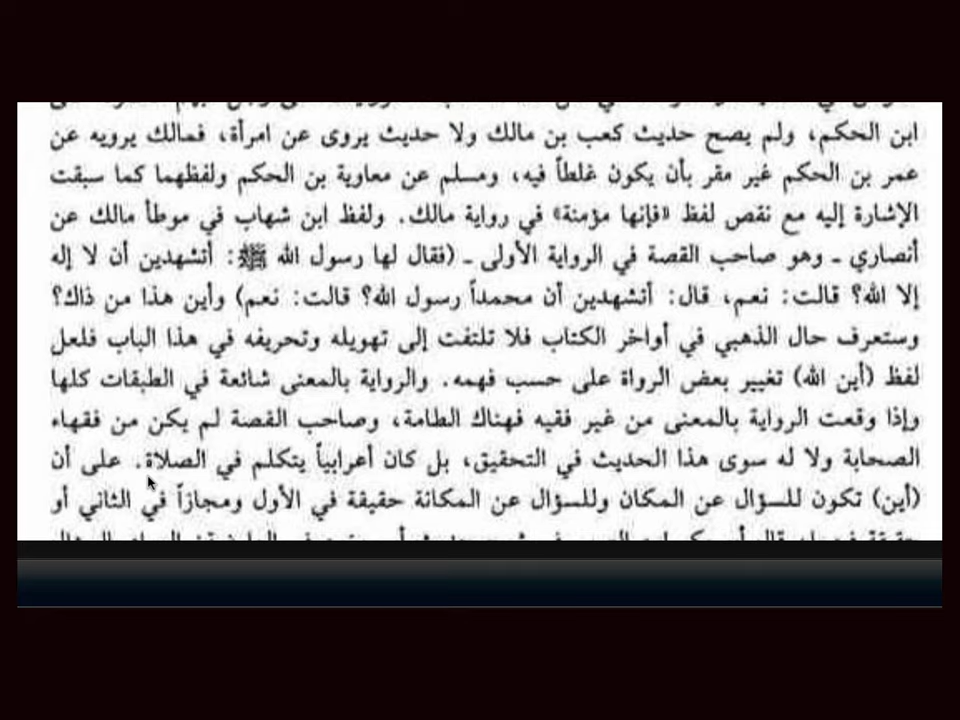 ابن الحكم، ولم يصح حديث كعب بن مالك ولا حديث يروى عن امرأة، فمالك يرويه عن
عمر بن الحكم غير مقر بأن يكون غلطاً فيه، ومسلم عن معاوية بن الحكم ولفظهما كما سبقت
الإشارة إليه مع نقص لفظ «فإنها مؤمنة» في رواية مالك. ولفظ ابن شهاب في موطأ مالك عن
أنصاري ـ وهو صاحب القصة في الرواية الأولى ـ (فقال لها رسول الله ﷺ: أتشهدين أن لا إله
إلا الله؟ قالت: نعم، قال: أتشهدين أن محمداً رسول الله؟ قالت: نعم) وأين هذا من ذاك؟
وستعرف حال الذهبي في أواخر الكتاب فلا تلتفت إلى تهويله وتحريفه في هذا الباب فلعل
لفظ (أين الله) تغيير بعض الرواة على حسب فهمه. والرواية بالمعنى شائعة في الطبقات كلها
وإذا وقعت الرواية بالمعنى من غير فقيه فهناك الطامة، وصاحب القصة لم يكن من فقهاء
الصحابة ولا له سوى هذا الحديث في التحقيق، بل كان أعرابياً يتكلم في الصلاة. على أن
(أين) تكون للسؤال عن المكان وللسؤال عن المكانة حقيقة في الأول ومجازاً في الثاني أو